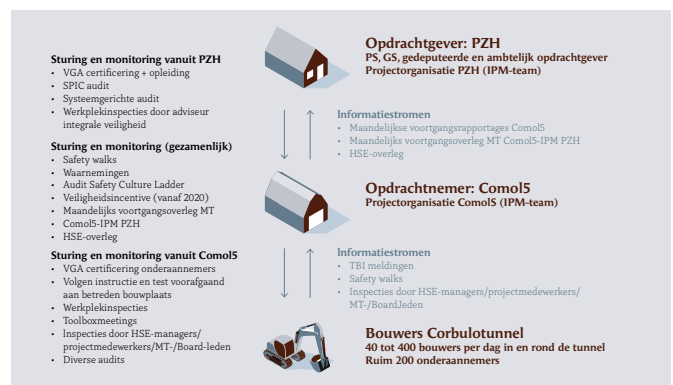 Sturing en monitoring vanuit PZH
• VGA certificering + opleiding
• SPIC audit
• Systeemgerichte audit
• Werkplekinspecties door adviseur
integrale veiligheid
Sturing en monitoring (gezamenlijk)
• Safety walks
• Waarnemingen
• Audit Safety Culture Ladder
• Veiligheidsincentive (vanaf 2020)
• Maandelijks voortgangsoverleg MT
• Comol5-IPM PZH
• HSE-overleg
Sturing en monitoring vanuit Comol5
• VGA certificering onderaannemers
• Volgen instructie en test voorafgaand
aan betreden bouwplaats
• Werkplekinspecties
• Toolboxmeetings
• Inspecties door HSE-managers/
projectmedewerkers/MT-/Board-leden
• Diverse audits
Opdrachtgever: PZH
PS, GS, gedeputeerde en ambtelijk opdrachtgever
Projectorganisatie PZH (IPM-team)
Informatiestromen
• Maandelijkse voortgangsrapportages Comol5
• Maandelijks voortgangsoverleg MT Comol5-IPM PZH
• HSE-overleg
Opdrachtnemer: Comol5
Projectorganisatie ComolS (IPM-team)
Informatiestromen
• TBI meldingen
• Safety walks
• Inspecties door HSE-managers/projectmedewerkers/
MT-/BoardJeden
Bouwers Corbulotunnel
40 tot 400 bouwers per dag in en rond de tunnel
Ruim 200 onderaannemers